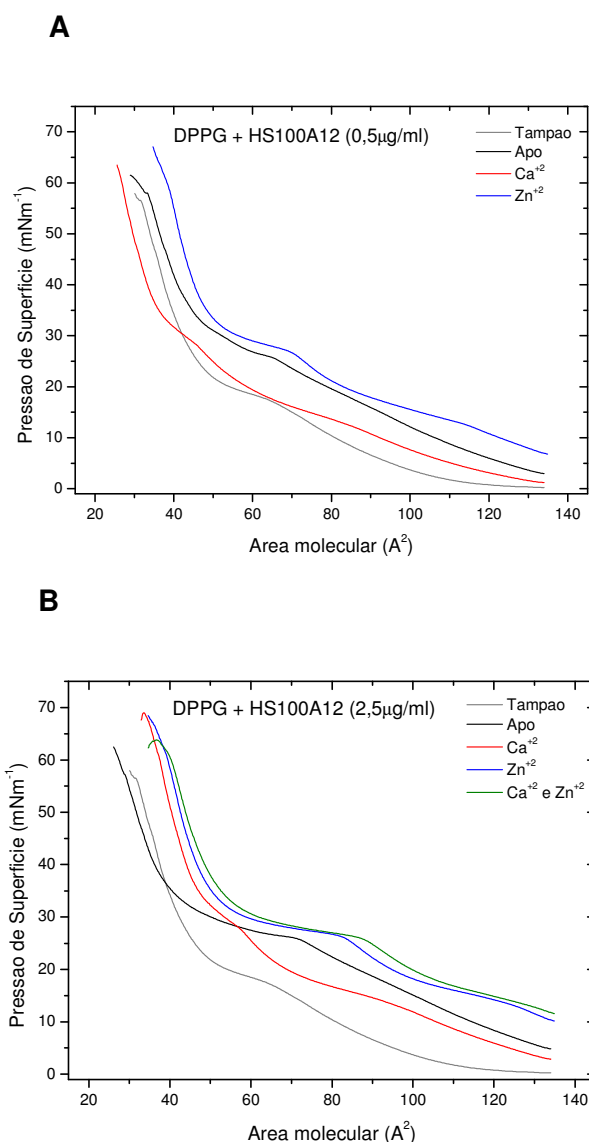 A
DPPG + HS100A12 (0,5µg/ml)
Tampao
Apo
Ca+2
Zn+2
70
60
50
40
30
20
10
0
Pressao de Superficie (mNm-1)
20 40 60 80 100 120 140
Area molecular (A2)
B
DPPG + HS100A12 (2,5µg/ml)
Tampao
Apo
Ca+2
Zn+2
Ca+2 e Zn+2
70
60
50
40
30
20
10
0
Pressao de Superficie (mNm-1)
20 40 60 80 100 120 140
Area molecular (A2)